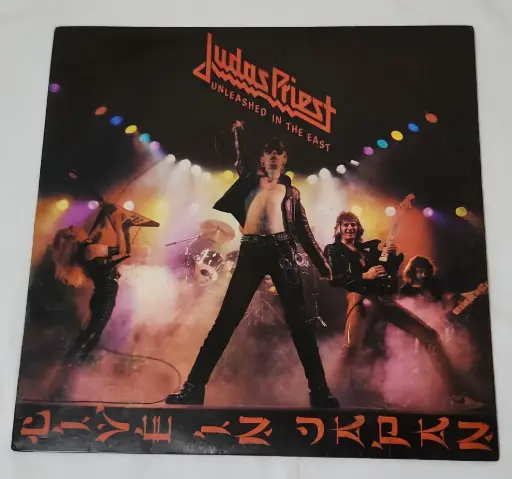 Judas Priest
UNLEASHED IN THE EAST
LIVE IN JAPAN